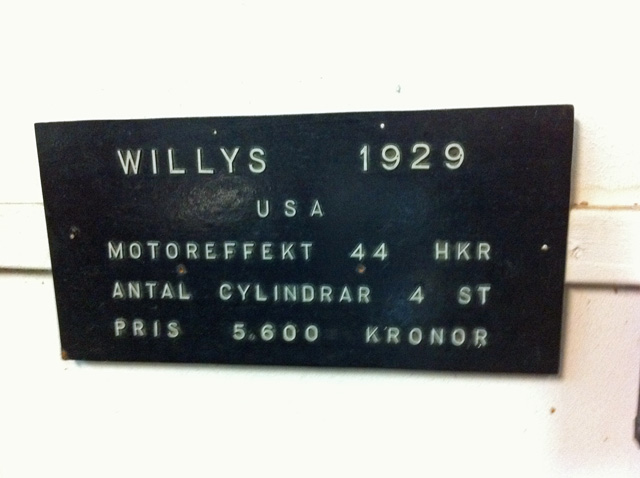 WILLYS 1929
USA
MOTOREFFEKT 44 HKR
ANTAL CYLINDRAR 4 ST
PRIS 5.600 KRONOR